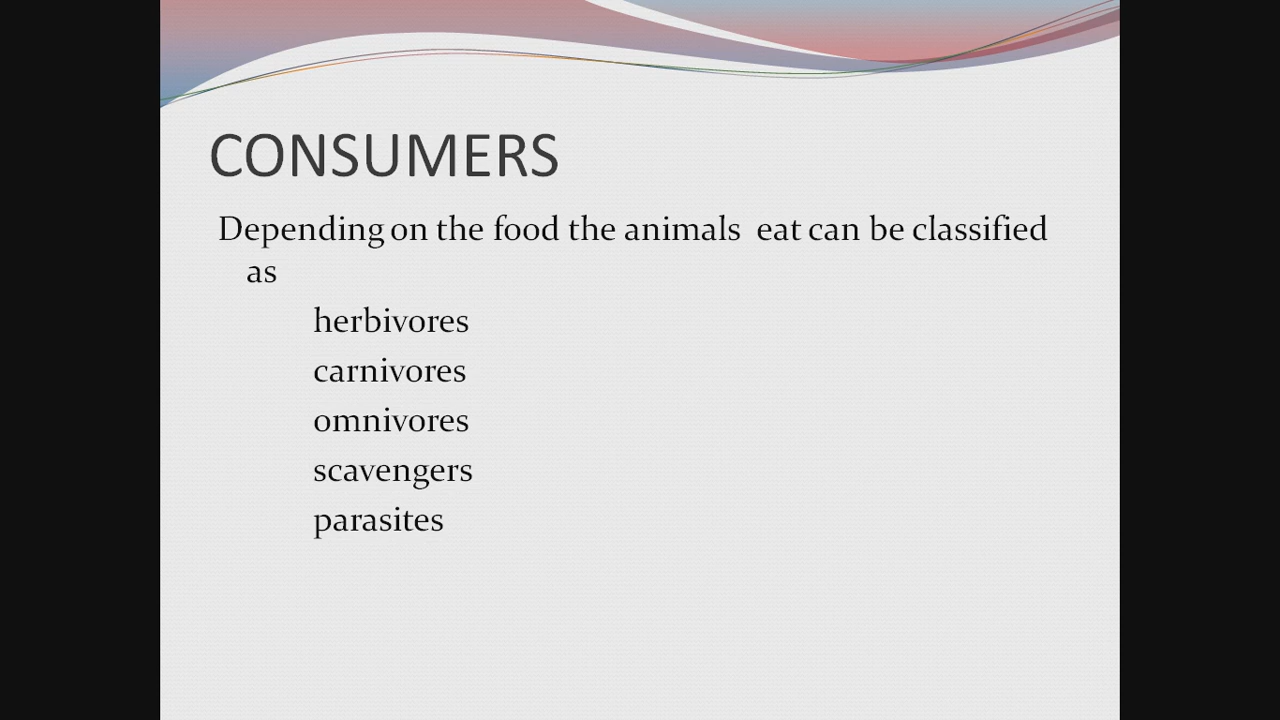 CONSUMERS
Depending on the food the animals  eat can be classified
as
herbivores
carnivores
omnivores
scavengers
parasites